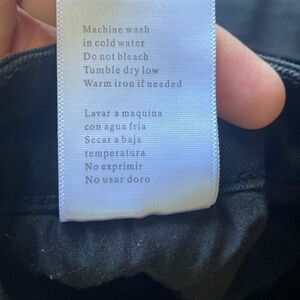 Machine wash
in cold water
Do not bleach
Tumble dry low
Warm iron if needed
Lavar a maquina
con agua fria
Secar a baja
temperatura
No exprimir
No usar doro